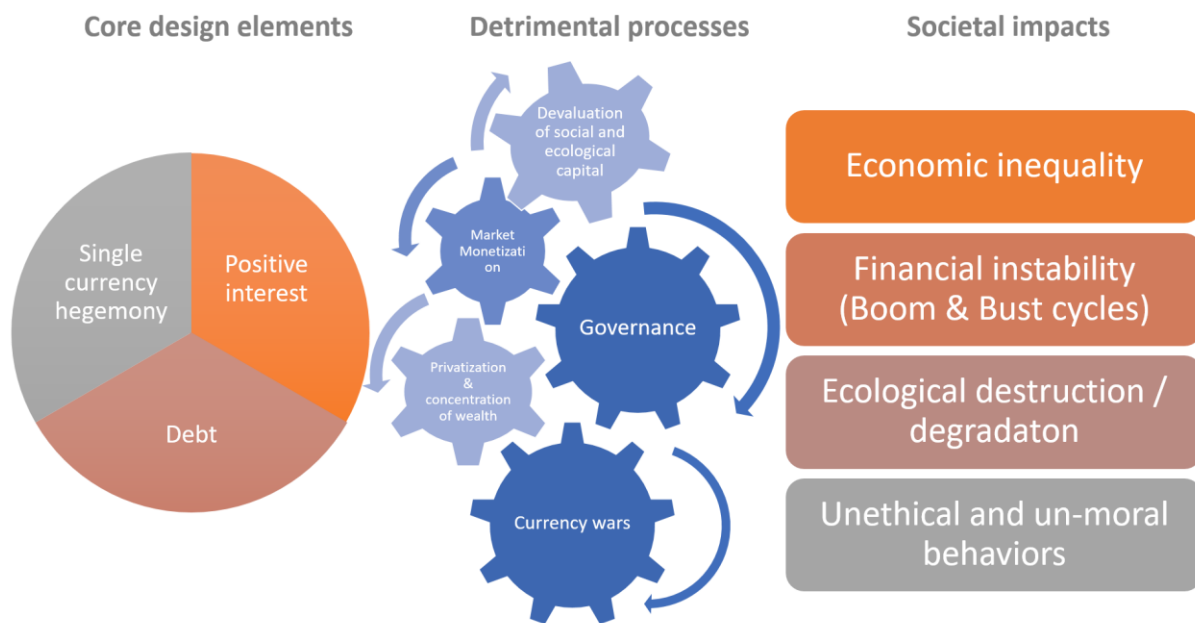 Core design elements
Detrimental processes
Societal impacts
Single
currency
hegemony
Positive
interest
Debt
Devaluation
of social and
ecological
capital
Market
Monetizati
on
Governance
Privatization
&
concentration
of wealth
Currency wars
Economic inequality
Financial instability
(Boom & Bust cycles)
Ecological destruction /
degradaton
Unethical and un-moral
behaviors